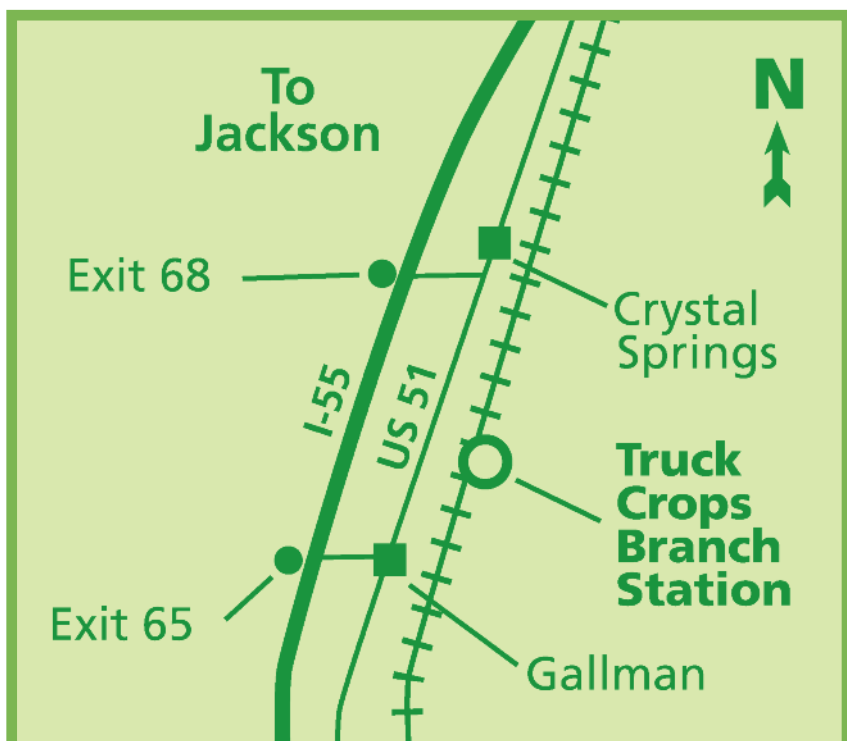 To
Jackson
N
Exit 68
Crystal
Springs
I-55
US 51
Truck
Crops
Branch
Station
Exit 65
Gallman